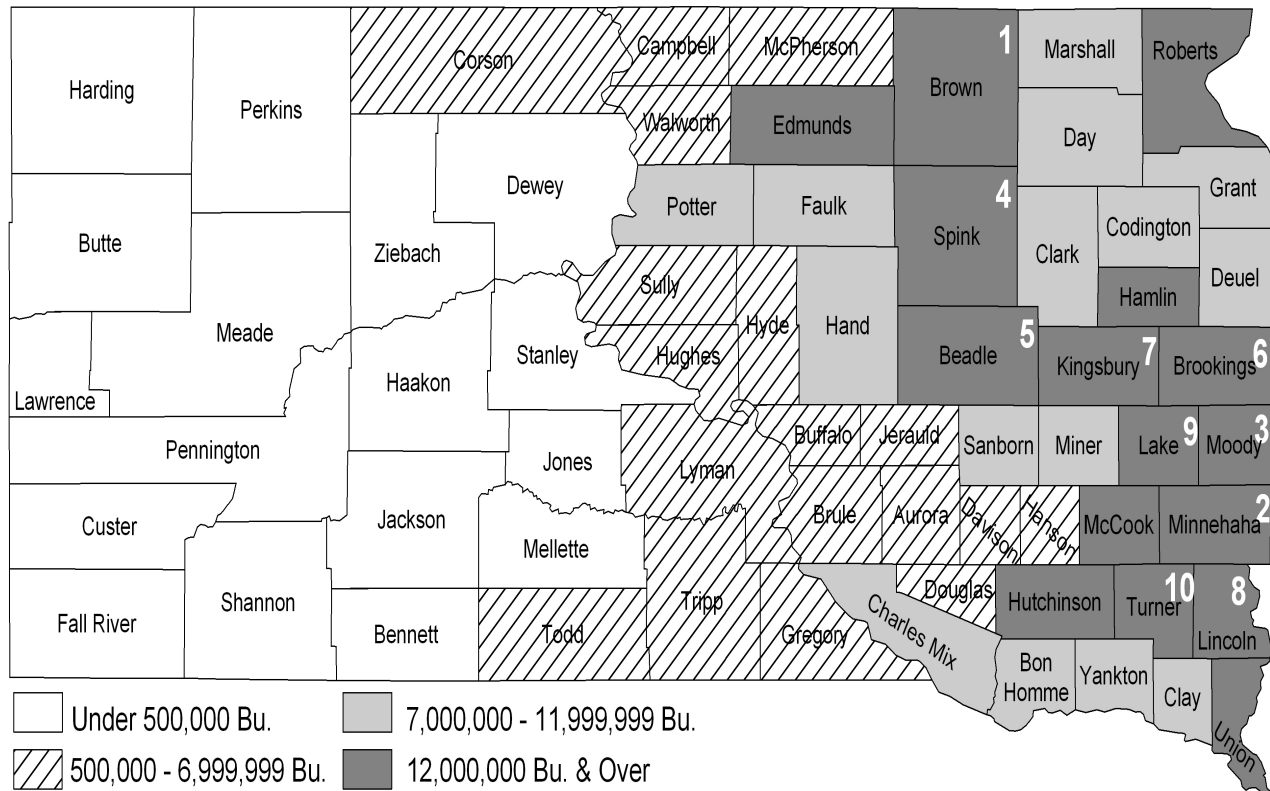 Harding
Perkins
Corson
Campbell
McPherson
1
Brown
Marshall
Roberts
Walworth
Edmunds
Day
Butte
Dewey
Potter
Faulk
4
Spink
Grant
Codington
Clark
Ziebach
Deuel
Hamlin
Sully
Hyde
Hand
Meade
Stanley
Hughes
5
Beadle
7
Kingsbury
6
Brookings
Haakon
Lawrence
Pennington
Jones
Lyman
Buffalo
Jerauld
Sanborn
Miner
9
Lake
3
Moody
Custer
Jackson
Mellette
Brule
Aurora
Davison
Hanson
McCook
2
Minnehaha
Fall River
Shannon
Bennett
Todd
Tripp
Gregory
Charles Mix
Douglas
Hutchinson
10
Turner
8
Lincoln
Bon
Homme
Yankton
Clay
Union
Under 500,000 Bu.
7,000,000 - 11,999,999 Bu.
500,000 - 6,999,999 Bu.
12,000,000 Bu. & Over